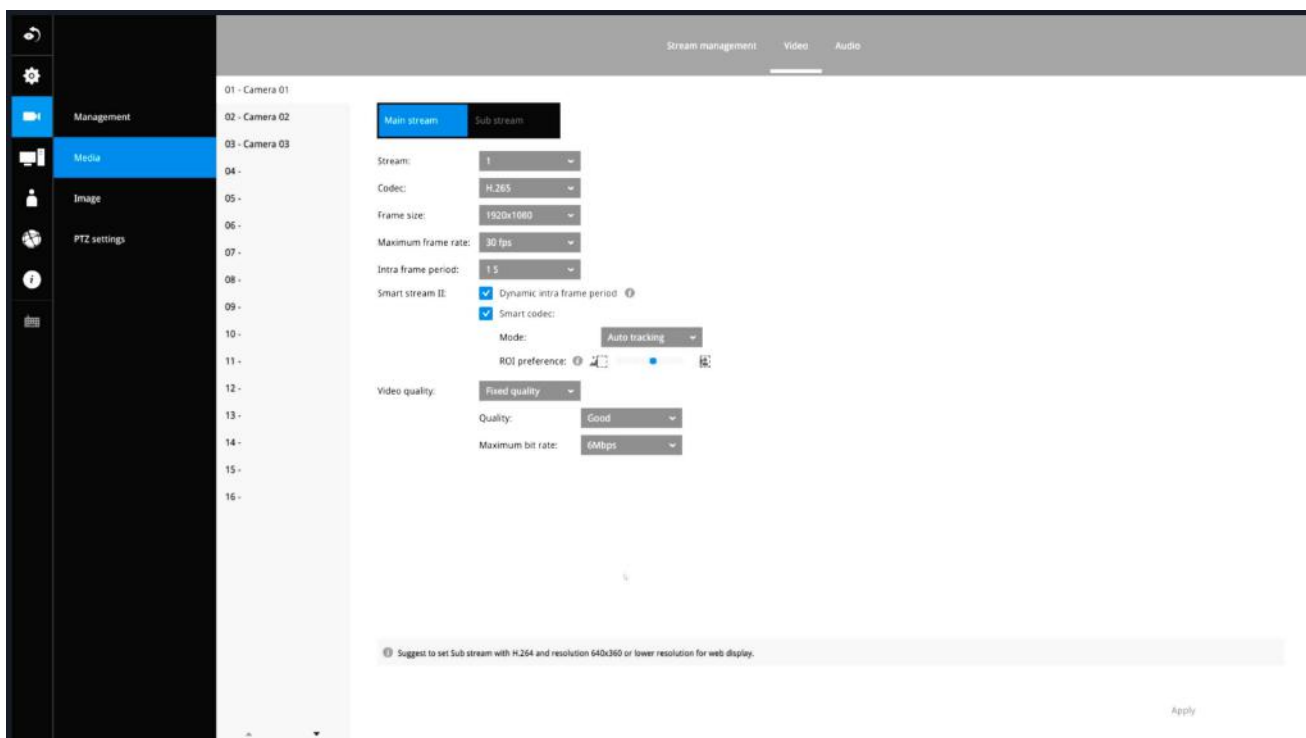 Stream management Video Audio
01 - Camera 01
Management
02 - Camera 02
Main stream Sub stream
03 - Camera 03
Media
Stream: 1
04 -
Codec: H.265
Image
05 -
Frame size: 1920x1080
06 -
PTZ settings
Maximum frame rate: 30 fps
07 -
Intra frame period: 1 S
08 -
Smart stream II: Dynamic intra frame period
09 -
Smart codec:
10 -
Mode: Auto tracking
11 -
ROI preference:
12 -
Video quality: Fixed quality
13 -
Quality: Good
14 -
Maximum bit rate: 6Mbps
15 -
16 -
Suggest to set Sub stream with H.264 and resolution 640x360 or lower resolution for web display.
Apply